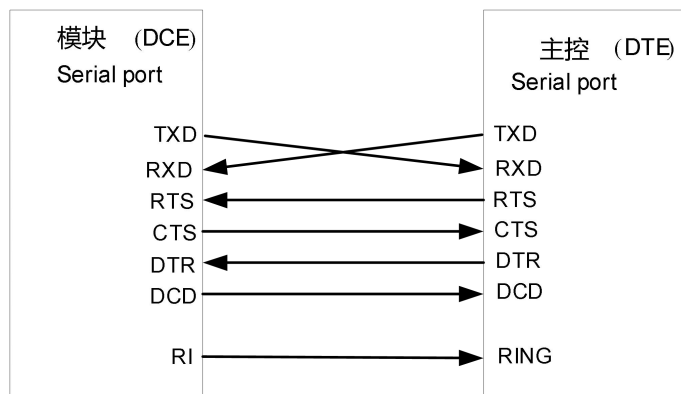 模块 (DCE)
Serial port
TXD
RXD
RTS
CTS
DTR
DCD
RI
主控 (DTE)
Serial port
TXD
RXD
RTS
CTS
DTR
DCD
RING